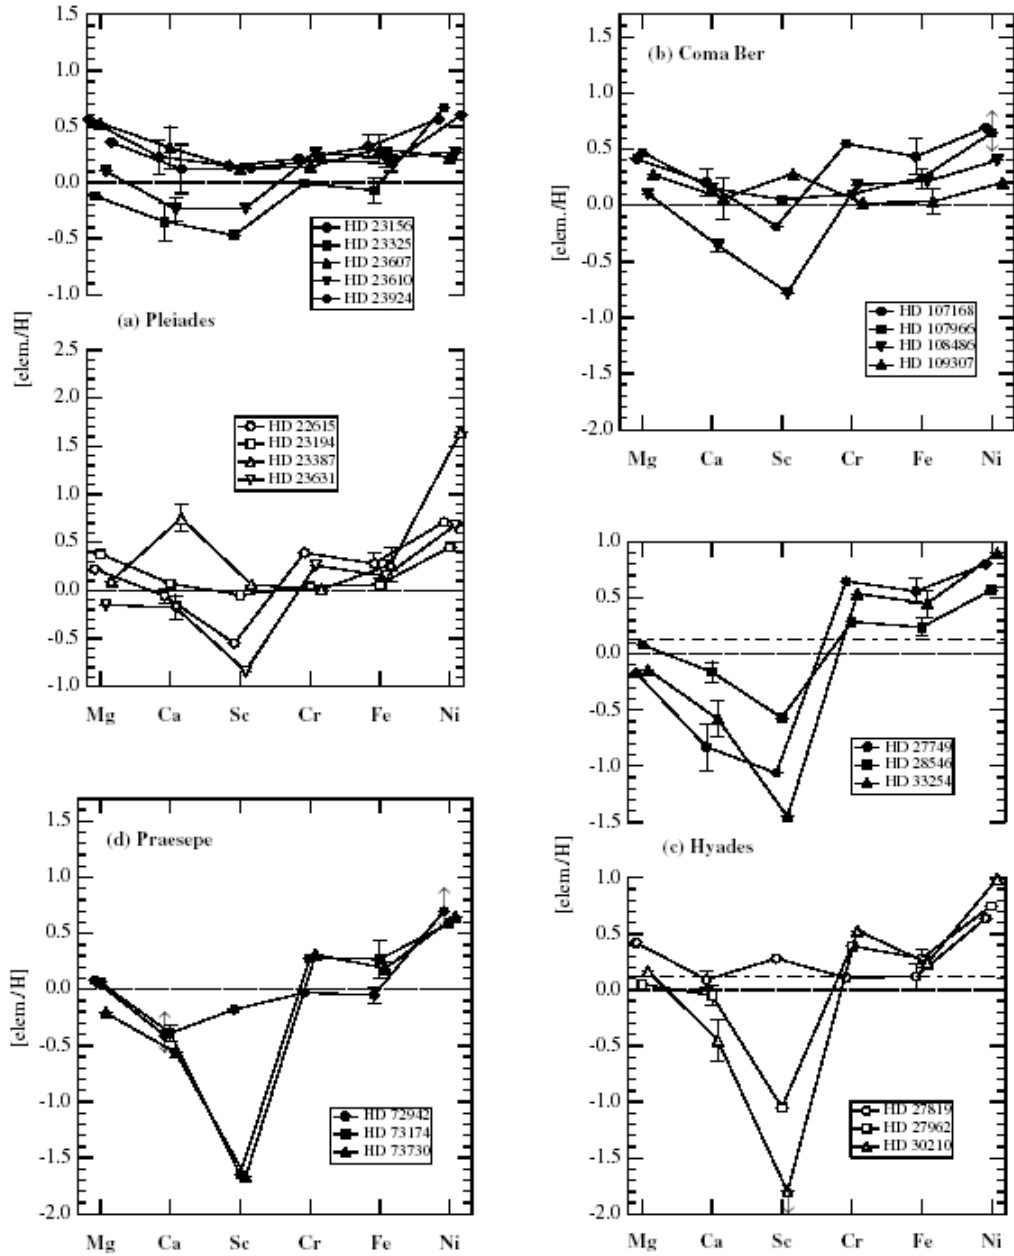 1.5
1.0
0.5
0.0
-0.5
-1.0
HD 23156
HD 23325
HD 23607
HD 23610
HD 23924
(a) Pleiades
[elem./H]
2.5
2.0
1.5
1.0
0.5
0.0
-0.5
-1.0
HD 22615
HD 23194
HD 23387
HD 23631
Mg Ca Sc Cr Fe Ni
(b) Coma Ber
[elem./H]
1.5
1.0
0.5
0.0
-0.5
-1.0
-1.5
-2.0
HD 107168
HD 107966
HD 108486
HD 109307
Mg Ca Sc Cr Fe Ni
1.0
0.5
0.0
-0.5
-1.0
-1.5
HD 27749
HD 28546
HD 33254
(c) Hyades
[elem./H]
1.0
0.5
0.0
-0.5
-1.0
-1.5
-2.0
HD 27819
HD 27962
HD 30210
Mg Ca Sc Cr Fe Ni
(d) Praesepe
[elem./H]
1.5
1.0
0.5
0.0
-0.5
-1.0
-1.5
-2.0
HD 72942
HD 73174
HD 73730
Mg Ca Sc Cr Fe Ni